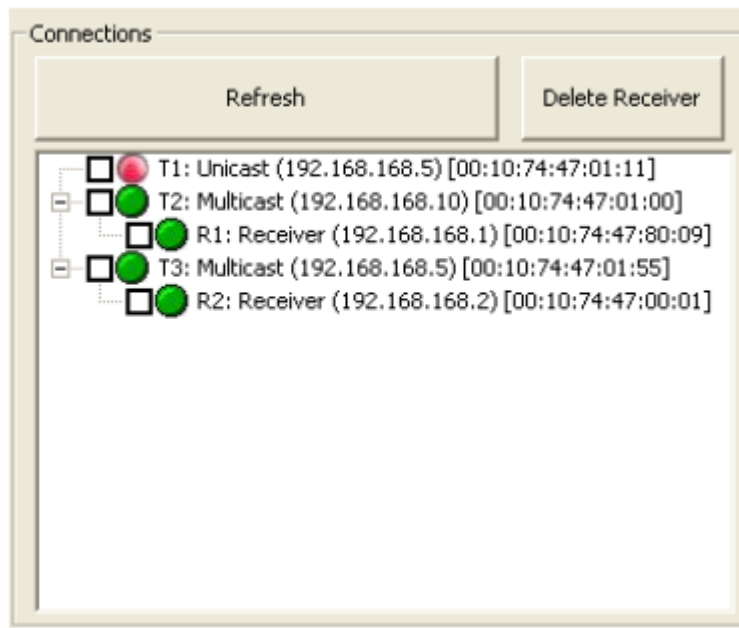 Connections
Refresh
Delete Receiver
T1: Unicast (192.168.168.5) [00:10:74:47:01:11]
T2: Multicast (192.168.168.10) [00:10:74:47:01:00]
R1: Receiver (192.168.168.1) [00:10:74:47:80:09]
T3: Multicast (192.168.168.5) [00:10:74:47:01:55]
R2: Receiver (192.168.168.2) [00:10:74:47:00:01]